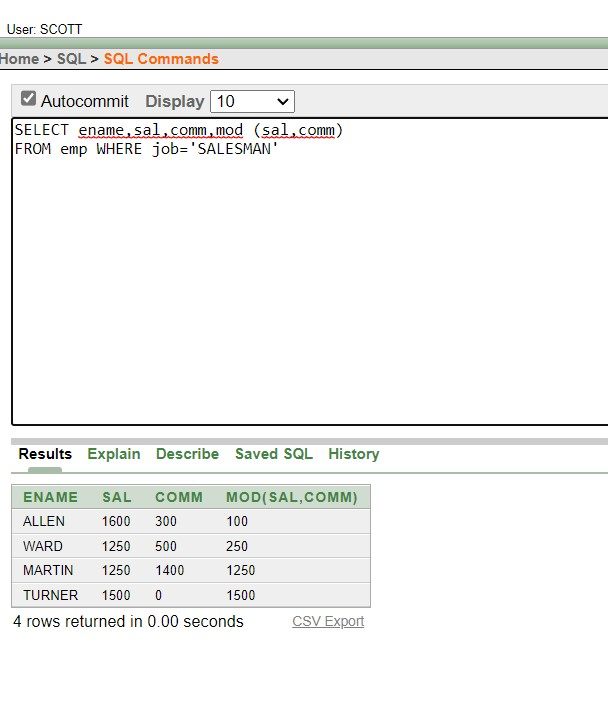 User: SCOTT
Home > SQL > SQL Commands
Autocommit Display 10
SELECT ename,sal,comm,mod (sal,comm)
FROM emp WHERE job='SALESMAN'
Results Explain Describe Saved SQL History
ENAME SAL COMM MOD(SAL,COMM)
ALLEN 1600 300 100
WARD 1250 500 250
MARTIN 1250 1400 1250
TURNER 1500 0 1500
4 rows returned in 0.00 seconds CSV Export